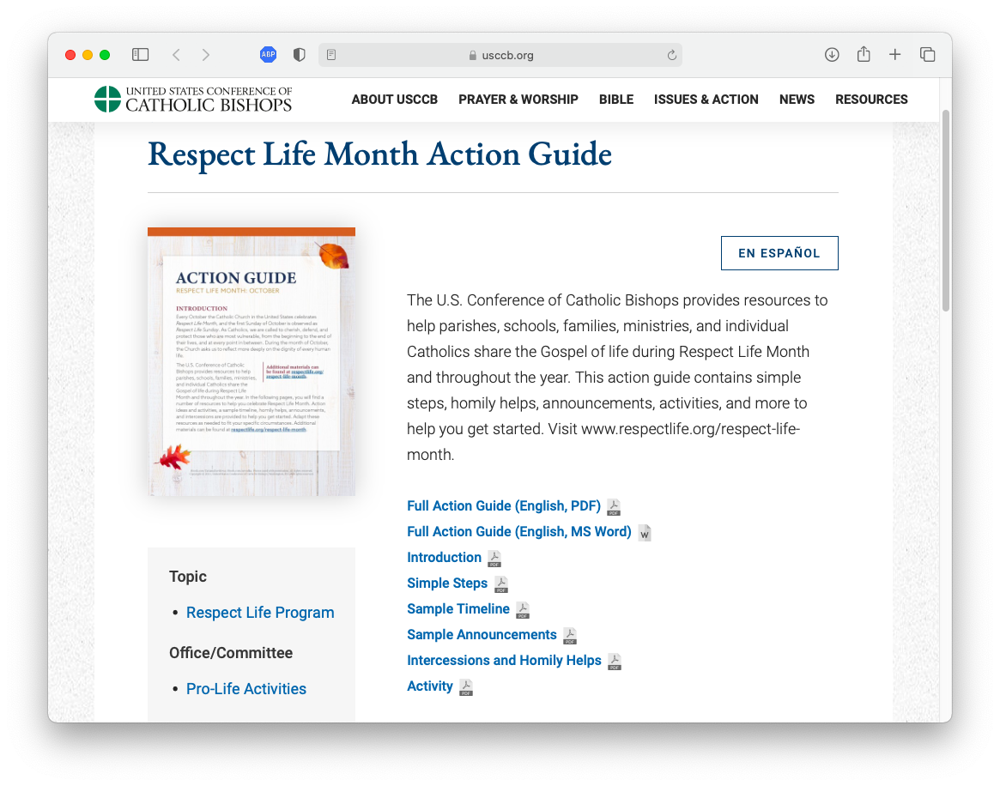 ABP
usccb.org
UNITED STATES CONFERENCE OF
CATHOLIC BISHOPS
ABOUT USCCB
PRAYER & WORSHIP
BIBLE
ISSUES & ACTION
NEWS
RESOURCES
Respect Life Month Action Guide
ACTION GUIDE
RESPECT LIFE MONTH: OCTOBER
INTRODUCTION
Every October the Catholic Church in the United States celebrates
Respect Life Month, and the first Sunday of October is observed as
Respect Life Sunday. As Catholics, we are called to cherish, defend, and
protect those who are most vulnerable, from the beginning to the end of
their lives, and at every point in between. During the month of October,
the Church asks us to reflect more deeply on the dignity of every human
life.
The U.S. Conference of Catholic
Bishops provides resources to help
parishes, schools, families, ministries,
and individual Catholics share the
Gospel of life during Respect Life
Additional materials can
be found at respectlife.org/
respect-life-month.
Month and throughout the year. In the following pages, you will find a
number of resources to help you celebrate Respect Life Month. Action
ideas and activities, a sample timeline, homily helps, announcements,
and intercessions are provided to help you get started. Adapt these
resources as needed to fit your specific circumstances. Additional
materials can be found at respectlife.org/respect-life-month.
EN ESPAÑOL
The U.S. Conference of Catholic Bishops provides resources to
help parishes, schools, families, ministries, and individual
Catholics share the Gospel of life during Respect Life Month
and throughout the year. This action guide contains simple
steps, homily helps, announcements, activities, and more to
help you get started. Visit www.respectlife.org/respect-life-
month.
Full Action Guide (English, PDF) PDF
Full Action Guide (English, MS Word) W
Introduction PDF
Simple Steps PDF
Sample Timeline PDF
Sample Announcements PDF
Intercessions and Homily Helps PDF
Activity PDF
Topic
• Respect Life Program
Office/Committee
• Pro-Life Activities